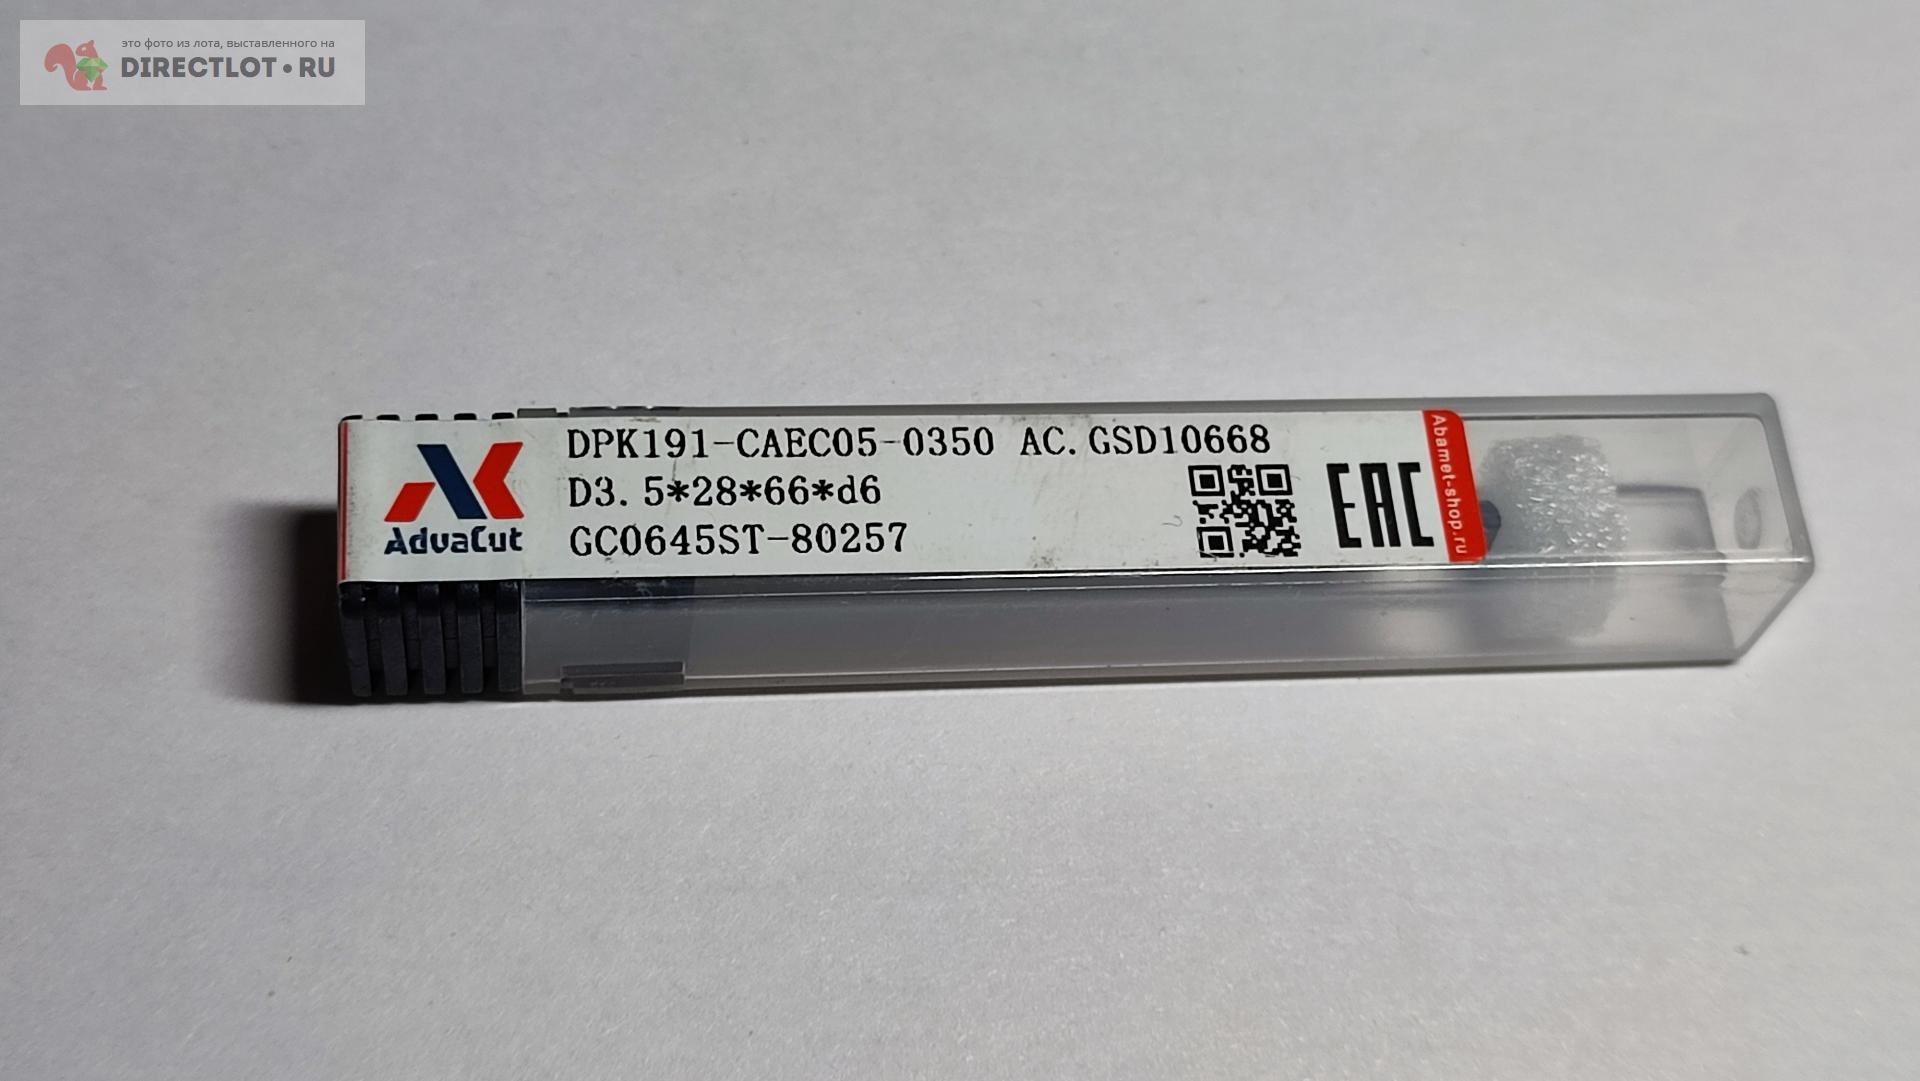 это фото из лота, выставленного на
DIRECTLOT•RU
DPK191-CAEC05-0350 AC.GSD10668
D3.5*28*66*d6
GC0645ST-80257
AdvaCut
EAC
Abamet-shop.ru